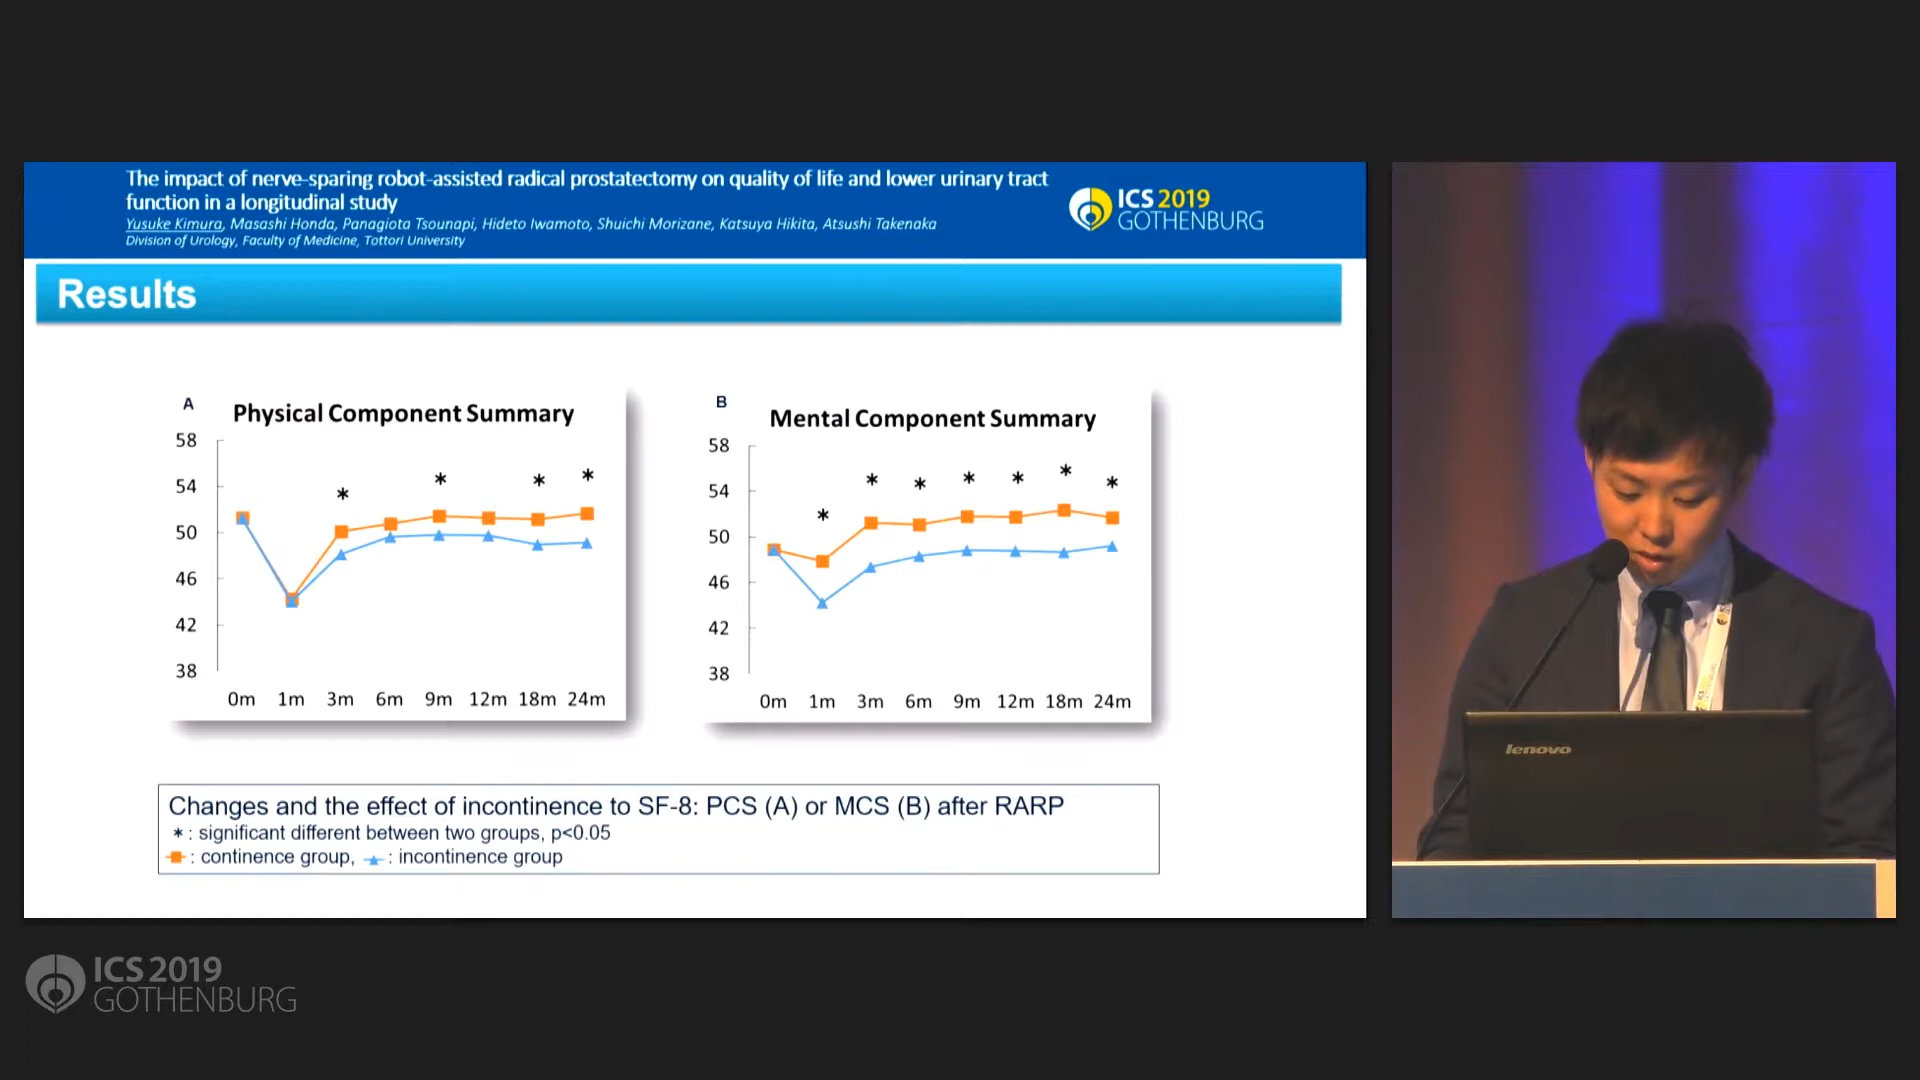 The impact of nerve-sparing robot-assisted radical prostatectomy on quality of life and lower urinary tract
function in a longitudinal study
Yusuke Kimura, Masashi Honda, Panagiota Tsounapi, Hideto Iwamoto, Shuichi Morizane, Katsuya Hikita, Atsushi Takenaka
Division of Urology, Faculty of Medicine, Tottori University
ICS 2019
GOTHENBURG
Results
A
Physical Component Summary
58
54
50
46
42
38
0m 1m 3m 6m 9m 12m 18m 24m
* * * *
B
Mental Component Summary
58
54
50
46
42
38
0m 1m 3m 6m 9m 12m 18m 24m
* * * * * * *
Changes and the effect of incontinence to SF-8: PCS (A) or MCS (B) after RARP
* : significant different between two groups, p<0.05
: continence group, : incontinence group
lenovo
ICS 2019
GOTHENBURG